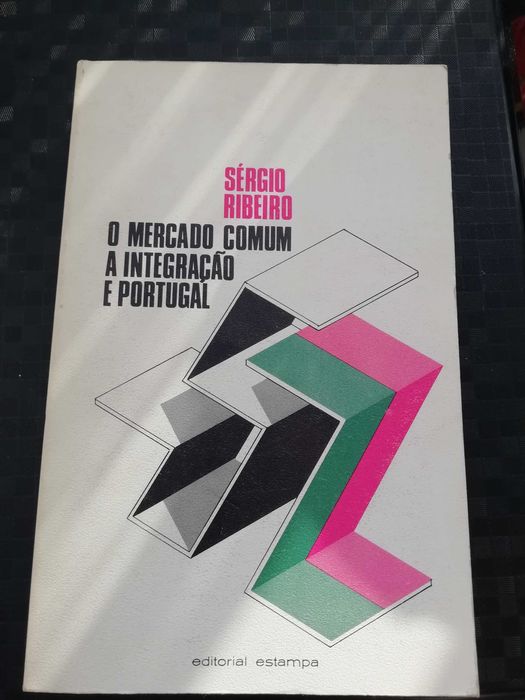 SÉRGIO
RIBEIRO
O MERCADO COMUM
A INTEGRAÇÃO
E PORTUGAL
editorial estampa